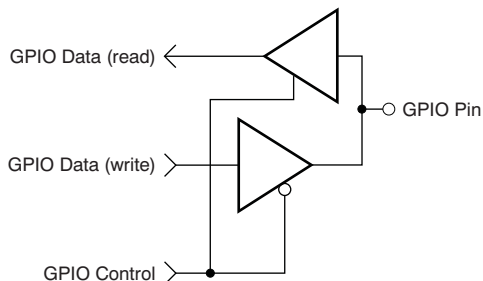 GPIO Data (read)
GPIO Pin
GPIO Data (write)
GPIO Control